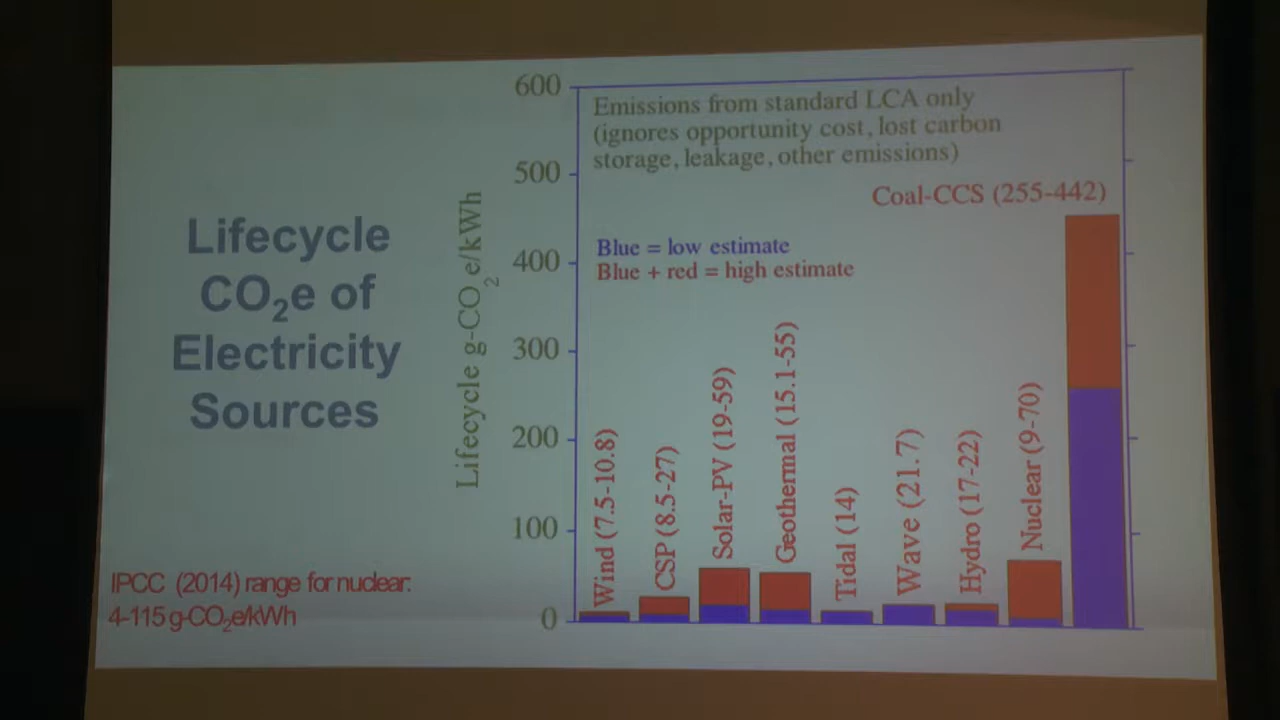 Lifecycle
CO₂e of
Electricity
Sources
IPCC (2014) range for nuclear:
4-115 g-CO₂e/kWh
Lifecycle g-CO₂e/kWh
600
500
400
300
200
100
0
Emissions from standard LCA only
(ignores opportunity cost, lost carbon
storage, leakage, other emissions)
Coal-CCS (255-442)
Blue = low estimate
Blue + red = high estimate
Wind (7.5-10.8)
CSP (8.5-27)
Solar-PV (19-59)
Geothermal (15.1-55)
Tidal (14)
Wave (21.7)
Hydro (17-22)
Nuclear (9-70)